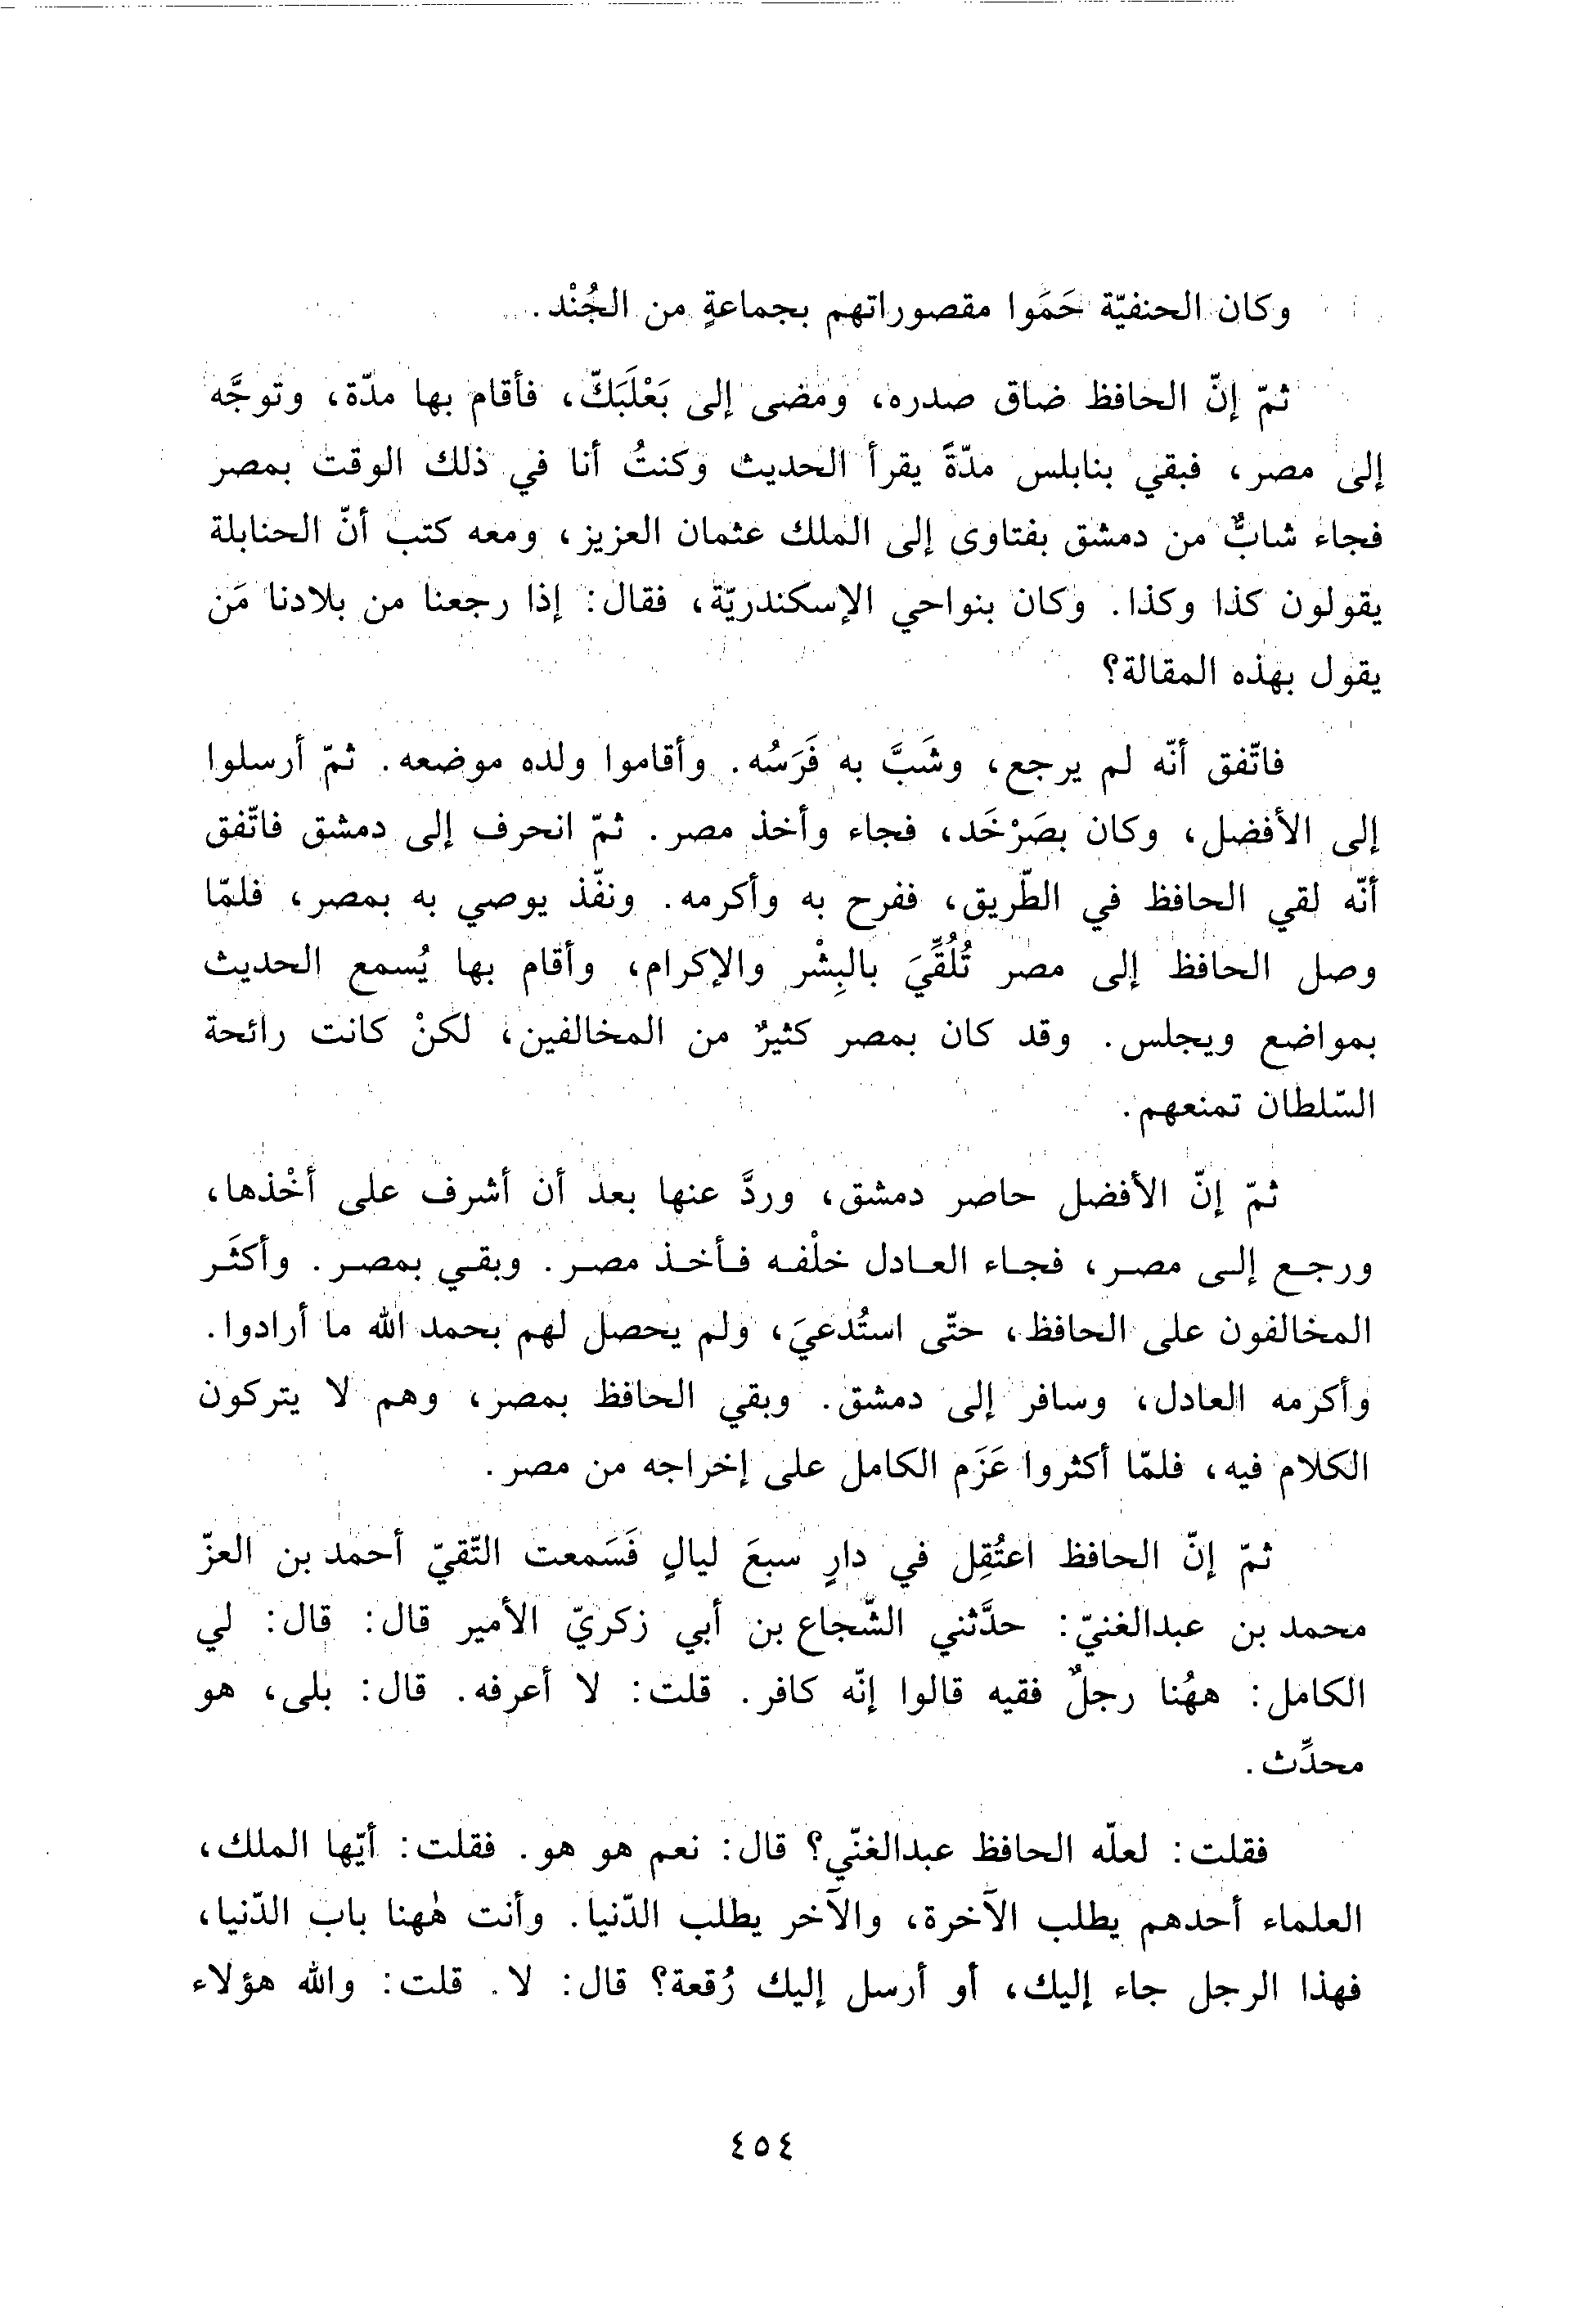 وكان الحنفيّة حَمَوا مقصوراتهم بجماعةٍ من الجُنْد.
ثمّ إنّ الحافظ ضاق صدره، ومضى إلى بَعْلَبَكّ، فأقام بها مدّة، وتوجَّه
إلى مصر، فبقي بنابلس مدّةً يقرأ الحديث وكنتُ أنا في ذلك الوقت بمصر
فجاء شابٌّ من دمشق بفتاوى إلى الملك عثمان العزيز، ومعه كتب أنّ الحنابلة
يقولون كذا وكذا. وكان بنواحي الإسكندريّة، فقال: إذا رجعنا من بلادنا مَن
يقول بهذه المقالة؟
فاتّفق أنّه لم يرجع، وشَبَّ به فَرَسُه. وأقاموا ولده موضعه. ثمّ أرسلوا
إلى الأفضل، وكان بصَرْخَد، فجاء وأخذ مصر. ثمّ انحرف إلى دمشق فاتّفق
أنّه لقي الحافظ في الطّريق، ففرح به وأكرمه. ونفّذ يوصي به بمصر، فلمّا
وصل الحافظ إلى مصر تُلُقِّيَ بالبِشْر والإكرام، وأقام بها يُسمع الحديث
بمواضع ويجلس. وقد كان بمصر كثيرٌ من المخالفين، لكنْ كانت رائحة
السّلطان تمنعهم.
ثمّ إنّ الأفضل حاصر دمشق، وردَّ عنها بعد أن أشرف على أخْذها،
ورجع إلى مصر، فجاء العادل خلْفه فأخذ مصر. وبقي بمصر. وأكثَر
المخالفون على الحافظ، حتّى استُدعيَ، ولم يحصل لهم بحمد الله ما أرادوا.
وأكرمه العادل، وسافر إلى دمشق. وبقي الحافظ بمصر، وهم لا يتركون
الكلام فيه، فلمّا أكثروا عَزَم الكامل على إخراجه من مصر.
ثمّ إنّ الحافظ اعتُقِل في دارٍ سبعَ ليالٍ فَسَمعت التّقيّ أحمد بن العزّ
محمد بن عبدالغنيّ: حدَّثني الشّجاع بن أبي زكريّ الأمير قال: قال: لي
الكامل: ههُنا رجلٌ فقيه قالوا إنّه كافر. قلت: لا أعرفه. قال: بلى، هو
محدِّث.
فقلت: لعلّه الحافظ عبدالغنّي؟ قال: نعم هو هو. فقلت: أيّها الملك،
العلماء أحدهم يطلب الآخرة، والآخر يطلب الدّنيا. وأنت هٰهنا باب الدّنيا،
فهذا الرجل جاء إليك، أو أرسل إليك رُقعة؟ قال: لا. قلت: والله هؤلاء
٤٥٤